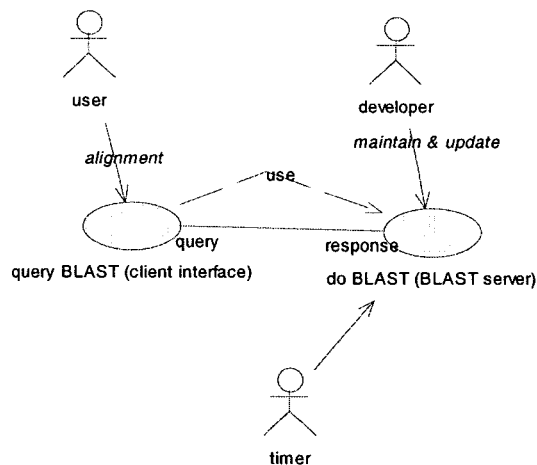 user
developer
alignment
maintain & update
use
query
response
query BLAST (client interface)
do BLAST (BLAST server)
timer